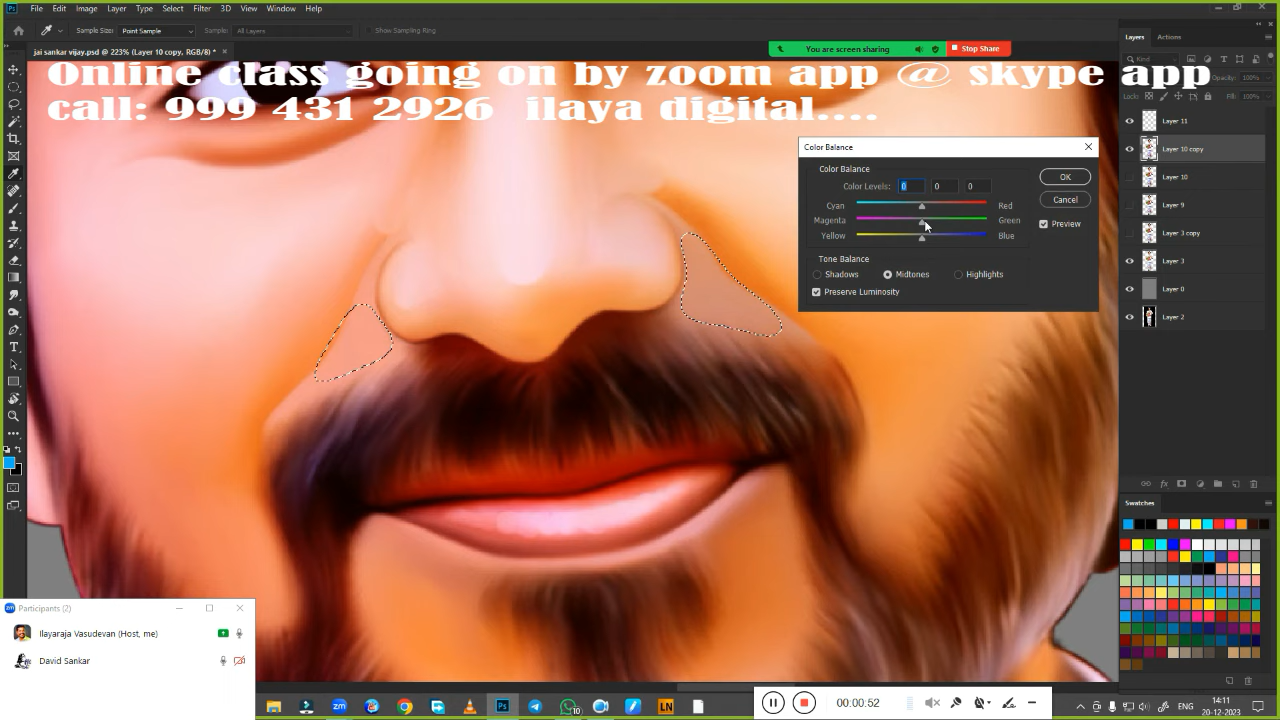 File Edit Image Layer Type Select Filter 3D View Window Help
Sample Size: Point Sample Sample: All Layers Show Sampling Ring
jai sankar vijay.psd @ 223% (Layer 10 copy, RGB/8) *
You are screen sharing Stop Share
Online class going on by zoom app @ skype app
call: 999 431 2926 ilaya digital....
Color Balance
Color Balance
Color Levels: 0 0 0
Cyan Red
Magenta Green
Yellow Blue
Tone Balance
Shadows Midtones Highlights
Preserve Luminosity
OK
Cancel
Preview
Layers Actions
Kind
Opacity: 100%
Lock: Fill: 100%
Layer 11
Layer 10 copy
Layer 10
Layer 9
Layer 3 copy
Layer 3
Layer 0
Layer 2
Swatches
Participants (2)
Ilayaraja Vasudevan (Host, me)
David Sankar
00:00:52
14:11
20-12-2023